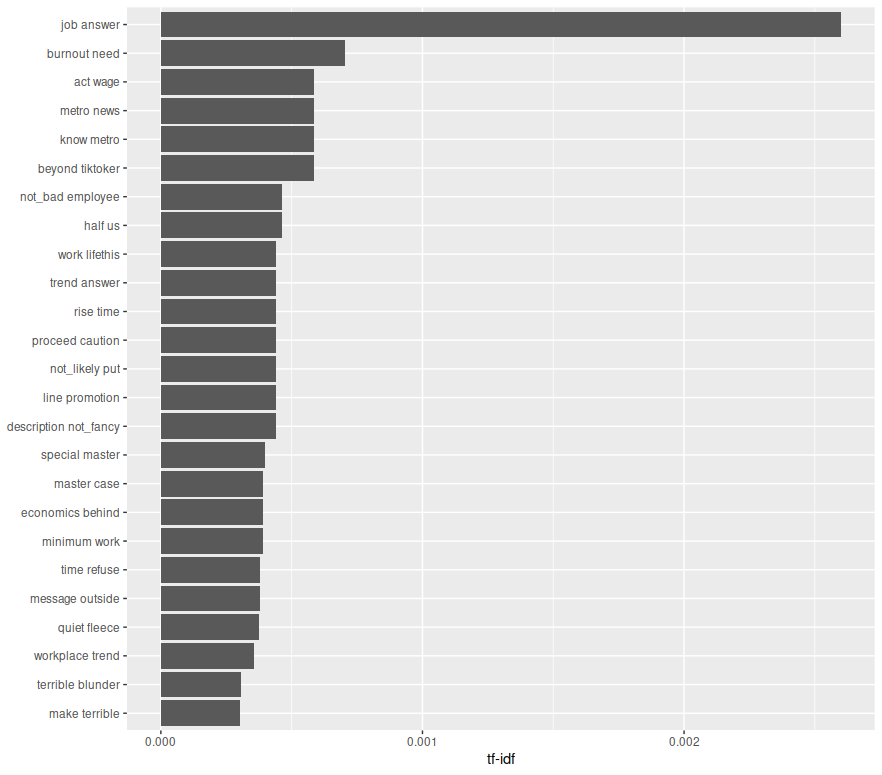 job answer
burnout need
act wage
metro news
know metro
beyond tiktoker
not_bad employee
half us
work lifethis
trend answer
rise time
proceed caution
not_likely put
line promotion
description not_fancy
special master
master case
economics behind
minimum work
time refuse
message outside
quiet fleece
workplace trend
terrible blunder
make terrible
0.000 0.001 0.002
tf-idf